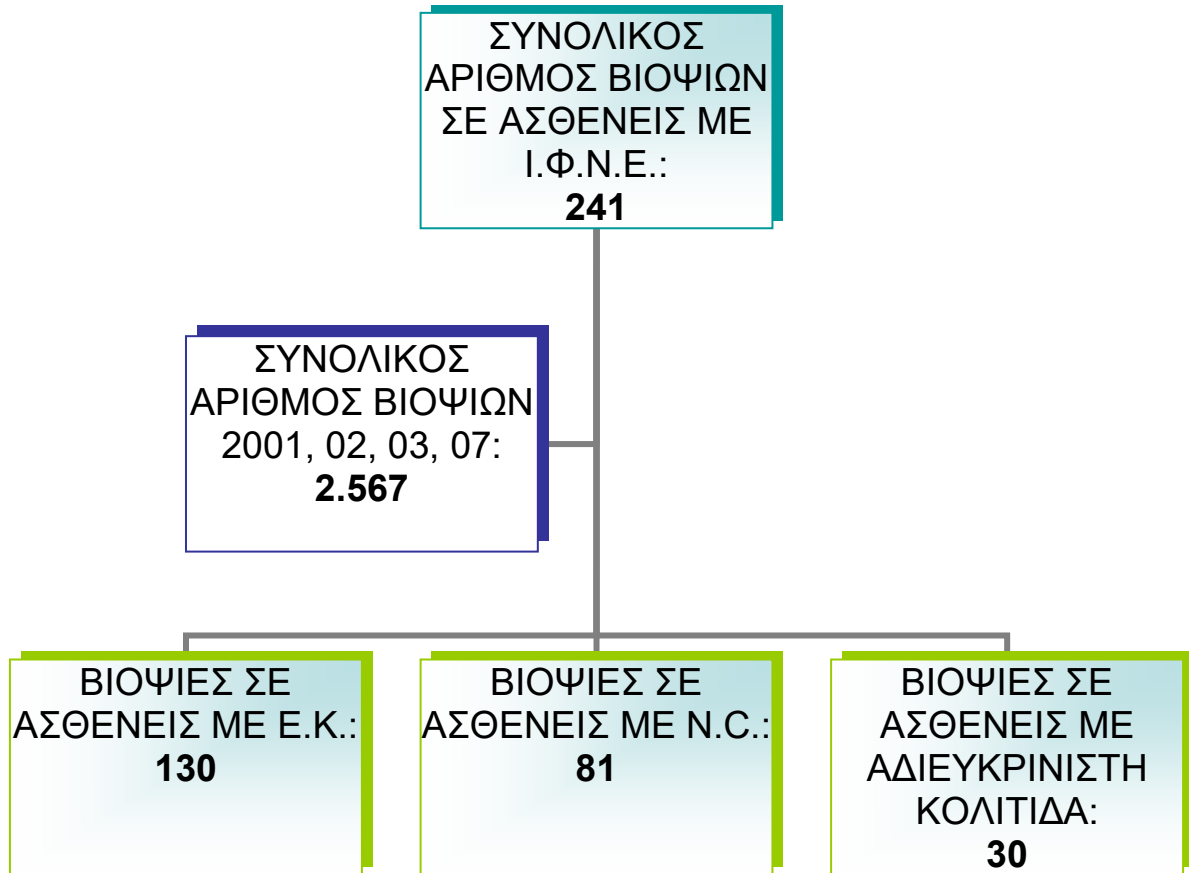 ΣΥΝΟΛΙΚΟΣ
ΑΡΙΘΜΟΣ ΒΙΟΨΙΩΝ
ΣΕ ΑΣΘΕΝΕΙΣ ΜΕ
Ι.Φ.Ν.Ε.:
241
ΣΥΝΟΛΙΚΟΣ
ΑΡΙΘΜΟΣ ΒΙΟΨΙΩΝ
2001, 02, 03, 07:
2.567
ΒΙΟΨΙΕΣ ΣΕ
ΑΣΘΕΝΕΙΣ ΜΕ Ε.Κ.:
130
ΒΙΟΨΙΕΣ ΣΕ
ΑΣΘΕΝΕΙΣ ΜΕ Ν.C.:
81
ΒΙΟΨΙΕΣ ΣΕ
ΑΣΘΕΝΕΙΣ ΜΕ
ΑΔΙΕΥΚΡΙΝΙΣΤΗ
ΚΟΛΙΤΙΔΑ:
30